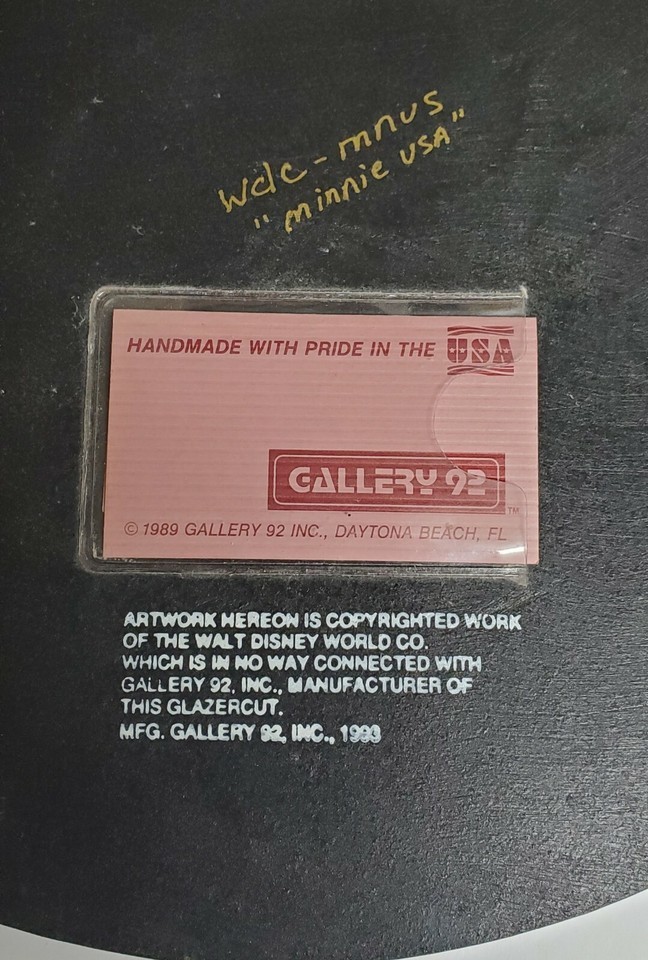 wdc-mnus
"minnie USA"
HANDMADE WITH PRIDE IN THE USA
GALLERY 92 ™
© 1989 GALLERY 92 INC., DAYTONA BEACH, FL
ARTWORK HEREON IS COPYRIGHTED WORK
OF THE WALT DISNEY WORLD CO.
WHICH IS IN NO WAY CONNECTED WITH
GALLERY 92, INC., MANUFACTURER OF
THIS GLAZERCUT.
MFG. GALLERY 92, INC., 1993